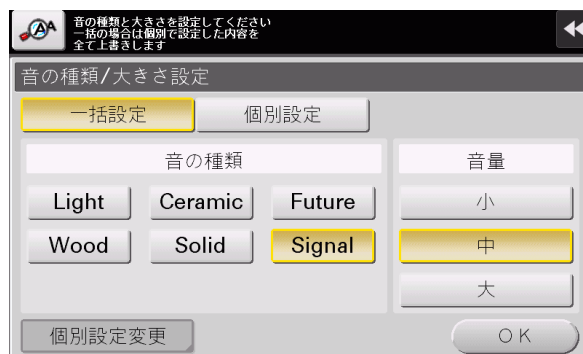 音の種類と大きさを設定してください
一括の場合は個別で設定した内容を
全て上書きします
音の種類/大きさ設定
一括設定 個別設定
音の種類 音量
Light Ceramic Future 小
Wood Solid Signal 中
大
個別設定変更 OK